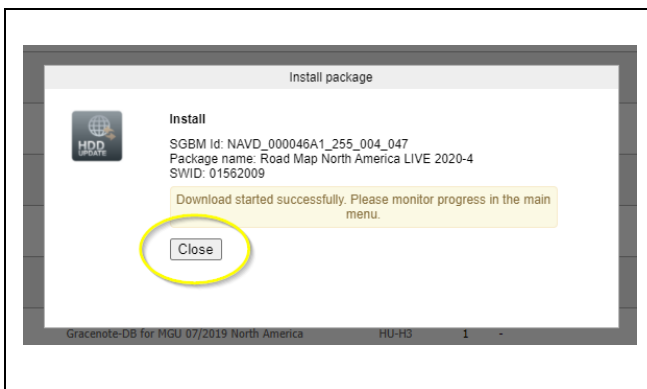 Install package
HDD
UPDATE
Install
SGBM Id: NAVD_000046A1_255_004_047
Package name: Road Map North America LIVE 2020-4
SWID: 01562009
Download started successfully. Please monitor progress in the main
menu.
Close
Gracenote-DB for MGU 07/2019 North America HU-H3 1 -